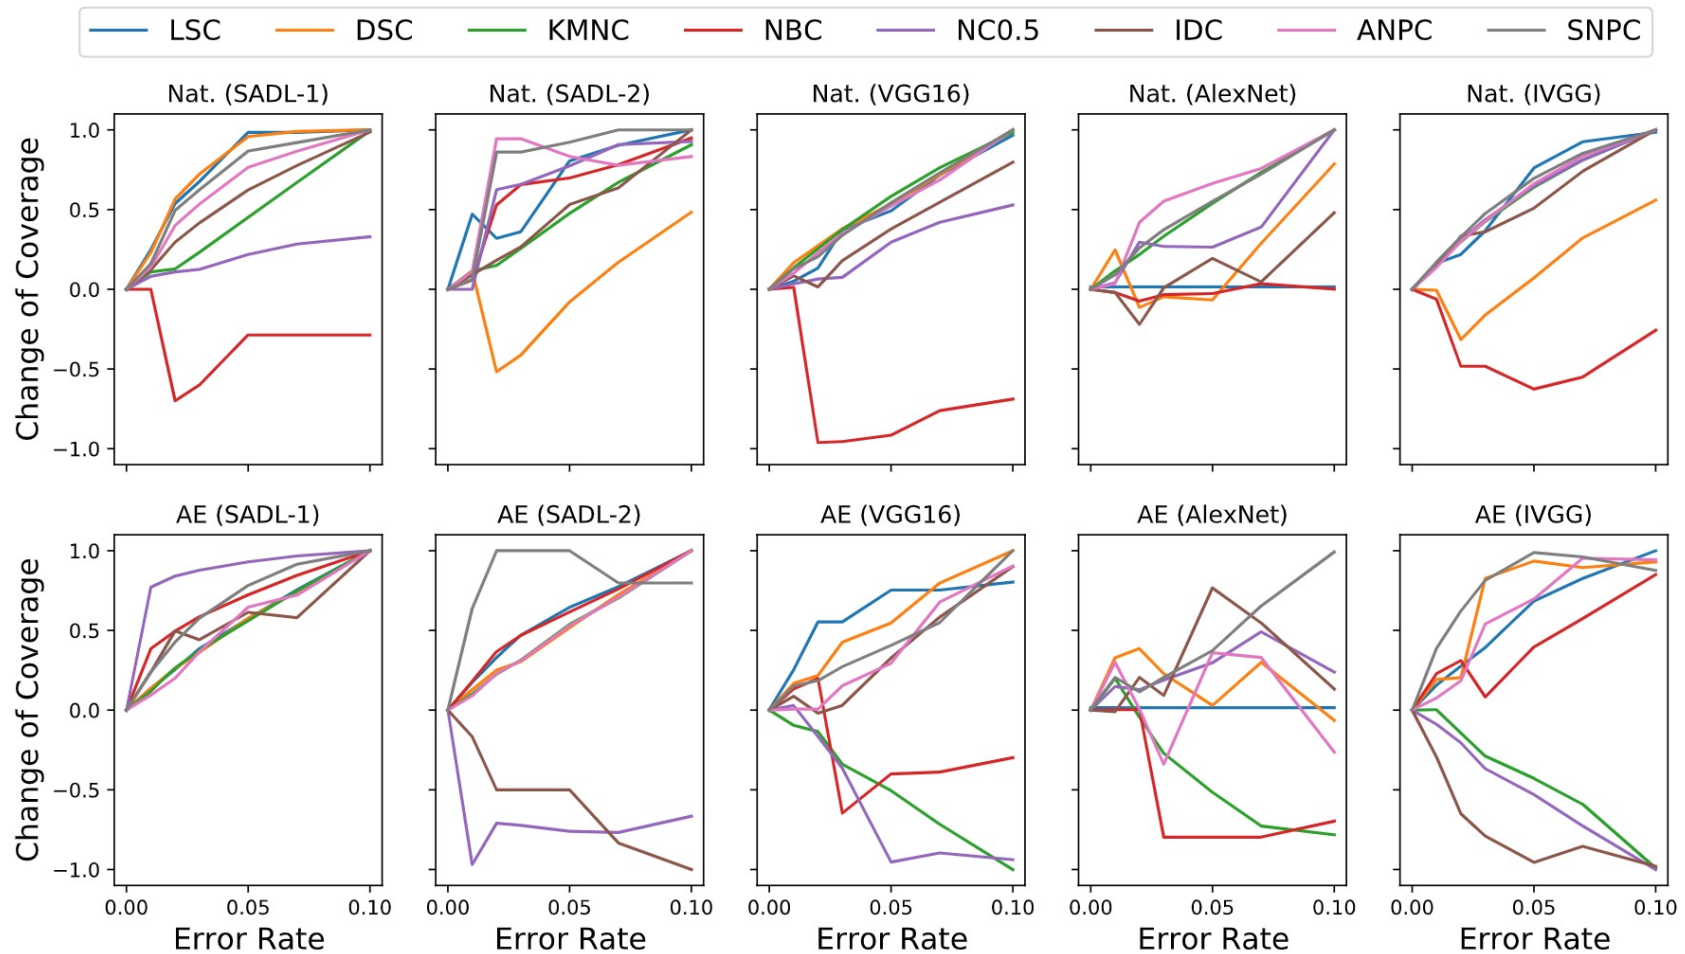 LSC DSC KMNC NBC NC0.5 IDC ANPC SNPC
Nat. (SADL-1) Nat. (SADL-2) Nat. (VGG16) Nat. (AlexNet) Nat. (IVGG)
Change of Coverage
1.0
0.5
0.0
−0.5
−1.0
AE (SADL-1) AE (SADL-2) AE (VGG16) AE (AlexNet) AE (IVGG)
Change of Coverage
1.0
0.5
0.0
−0.5
−1.0
0.00 0.05 0.10 0.00 0.05 0.10 0.00 0.05 0.10 0.00 0.05 0.10 0.00 0.05 0.10
Error Rate Error Rate Error Rate Error Rate Error Rate